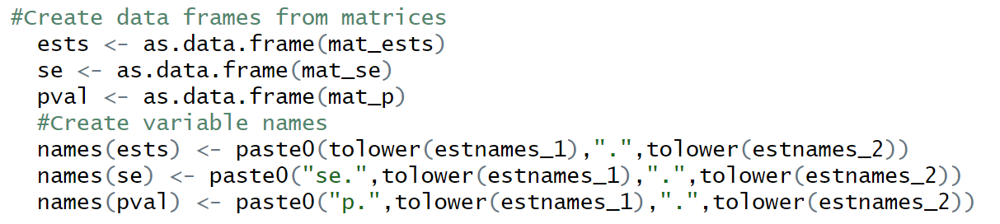 #Create data frames from matrices
ests <- as.data.frame(mat_ests)
se <- as.data.frame(mat_se)
pval <- as.data.frame(mat_p)
#Create variable names
names(ests) <- paste0(tolower(estnames_1),".",tolower(estnames_2))
names(se) <- paste0("se.",tolower(estnames_1),".",tolower(estnames_2))
names(pval) <- paste0("p.",tolower(estnames_1),".",tolower(estnames_2))